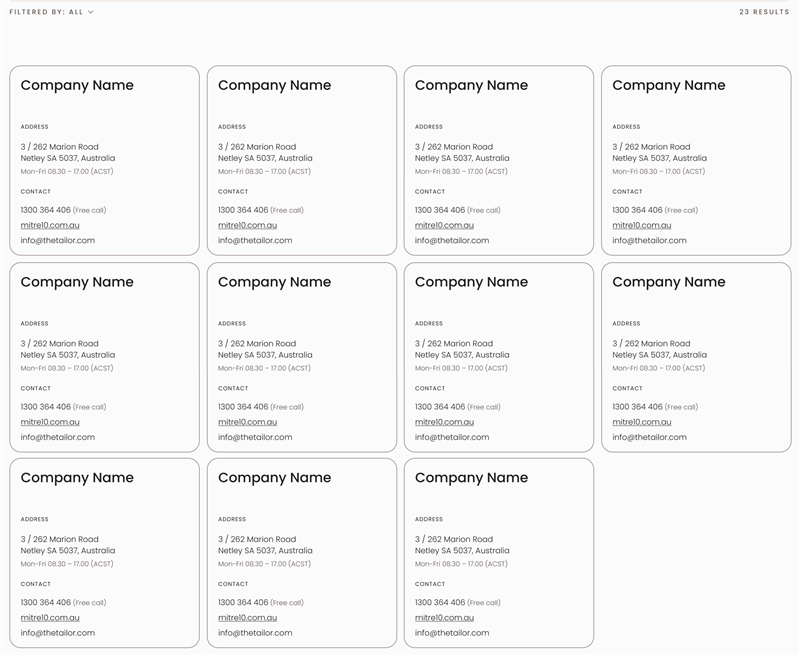 FILTERED BY: ALL
23 RESULTS
Company Name
ADDRESS
3 / 262 Marion Road
Netley SA 5037, Australia
Mon-Fri 08.30 – 17.00 (ACST)
CONTACT
1300 364 406 (Free call)
mitre10.com.au
info@thetailor.com
Company Name
ADDRESS
3 / 262 Marion Road
Netley SA 5037, Australia
Mon-Fri 08.30 – 17.00 (ACST)
CONTACT
1300 364 406 (Free call)
mitre10.com.au
info@thetailor.com
Company Name
ADDRESS
3 / 262 Marion Road
Netley SA 5037, Australia
Mon-Fri 08.30 – 17.00 (ACST)
CONTACT
1300 364 406 (Free call)
mitre10.com.au
info@thetailor.com
Company Name
ADDRESS
3 / 262 Marion Road
Netley SA 5037, Australia
Mon-Fri 08.30 – 17.00 (ACST)
CONTACT
1300 364 406 (Free call)
mitre10.com.au
info@thetailor.com
Company Name
ADDRESS
3 / 262 Marion Road
Netley SA 5037, Australia
Mon-Fri 08.30 – 17.00 (ACST)
CONTACT
1300 364 406 (Free call)
mitre10.com.au
info@thetailor.com
Company Name
ADDRESS
3 / 262 Marion Road
Netley SA 5037, Australia
Mon-Fri 08.30 – 17.00 (ACST)
CONTACT
1300 364 406 (Free call)
mitre10.com.au
info@thetailor.com
Company Name
ADDRESS
3 / 262 Marion Road
Netley SA 5037, Australia
Mon-Fri 08.30 – 17.00 (ACST)
CONTACT
1300 364 406 (Free call)
mitre10.com.au
info@thetailor.com
Company Name
ADDRESS
3 / 262 Marion Road
Netley SA 5037, Australia
Mon-Fri 08.30 – 17.00 (ACST)
CONTACT
1300 364 406 (Free call)
mitre10.com.au
info@thetailor.com
Company Name
ADDRESS
3 / 262 Marion Road
Netley SA 5037, Australia
Mon-Fri 08.30 – 17.00 (ACST)
CONTACT
1300 364 406 (Free call)
mitre10.com.au
info@thetailor.com
Company Name
ADDRESS
3 / 262 Marion Road
Netley SA 5037, Australia
Mon-Fri 08.30 – 17.00 (ACST)
CONTACT
1300 364 406 (Free call)
mitre10.com.au
info@thetailor.com
Company Name
ADDRESS
3 / 262 Marion Road
Netley SA 5037, Australia
Mon-Fri 08.30 – 17.00 (ACST)
CONTACT
1300 364 406 (Free call)
mitre10.com.au
info@thetailor.com